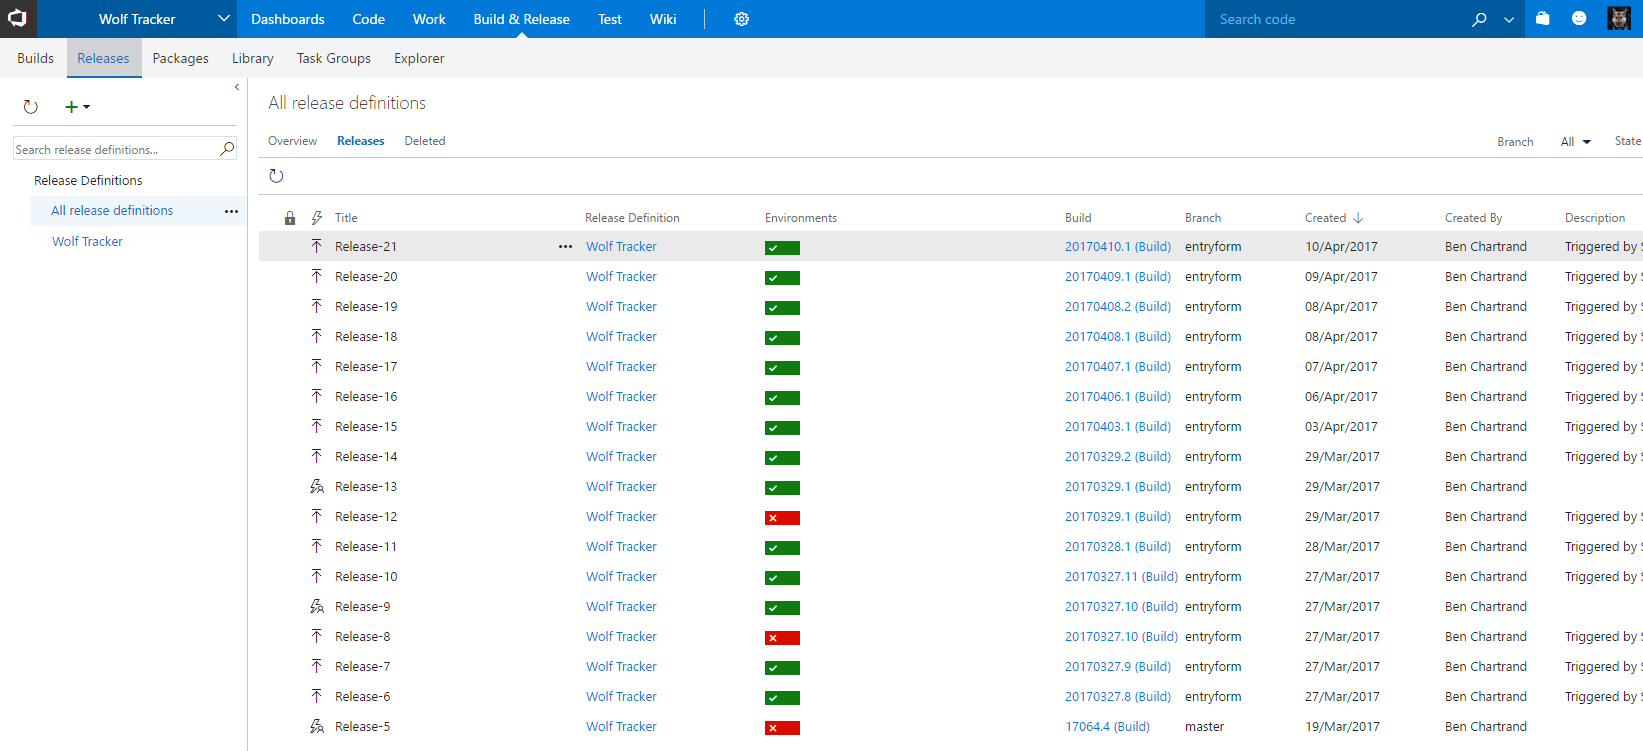 Wolf Tracker Dashboards Code Work Build & Release Test Wiki Search code
Builds Releases Packages Library Task Groups Explorer
All release definitions
Overview Releases Deleted Branch All State
Search release definitions...
Release Definitions
All release definitions ...
Wolf Tracker
Title Release Definition Environments Build Branch Created Created By Description
Release-21 ... Wolf Tracker 20170410.1 (Build) entryform 10/Apr/2017 Ben Chartrand Triggered by S
Release-20 Wolf Tracker 20170409.1 (Build) entryform 09/Apr/2017 Ben Chartrand Triggered by S
Release-19 Wolf Tracker 20170408.2 (Build) entryform 08/Apr/2017 Ben Chartrand Triggered by S
Release-18 Wolf Tracker 20170408.1 (Build) entryform 08/Apr/2017 Ben Chartrand Triggered by S
Release-17 Wolf Tracker 20170407.1 (Build) entryform 07/Apr/2017 Ben Chartrand Triggered by S
Release-16 Wolf Tracker 20170406.1 (Build) entryform 06/Apr/2017 Ben Chartrand Triggered by S
Release-15 Wolf Tracker 20170403.1 (Build) entryform 03/Apr/2017 Ben Chartrand Triggered by S
Release-14 Wolf Tracker 20170329.2 (Build) entryform 29/Mar/2017 Ben Chartrand Triggered by S
Release-13 Wolf Tracker 20170329.1 (Build) entryform 29/Mar/2017 Ben Chartrand
Release-12 Wolf Tracker 20170329.1 (Build) entryform 29/Mar/2017 Ben Chartrand Triggered by S
Release-11 Wolf Tracker 20170328.1 (Build) entryform 28/Mar/2017 Ben Chartrand Triggered by S
Release-10 Wolf Tracker 20170327.11 (Build) entryform 27/Mar/2017 Ben Chartrand Triggered by S
Release-9 Wolf Tracker 20170327.10 (Build) entryform 27/Mar/2017 Ben Chartrand
Release-8 Wolf Tracker 20170327.10 (Build) entryform 27/Mar/2017 Ben Chartrand Triggered by S
Release-7 Wolf Tracker 20170327.9 (Build) entryform 27/Mar/2017 Ben Chartrand Triggered by S
Release-6 Wolf Tracker 20170327.8 (Build) entryform 27/Mar/2017 Ben Chartrand Triggered by S
Release-5 Wolf Tracker 17064.4 (Build) master 19/Mar/2017 Ben Chartrand